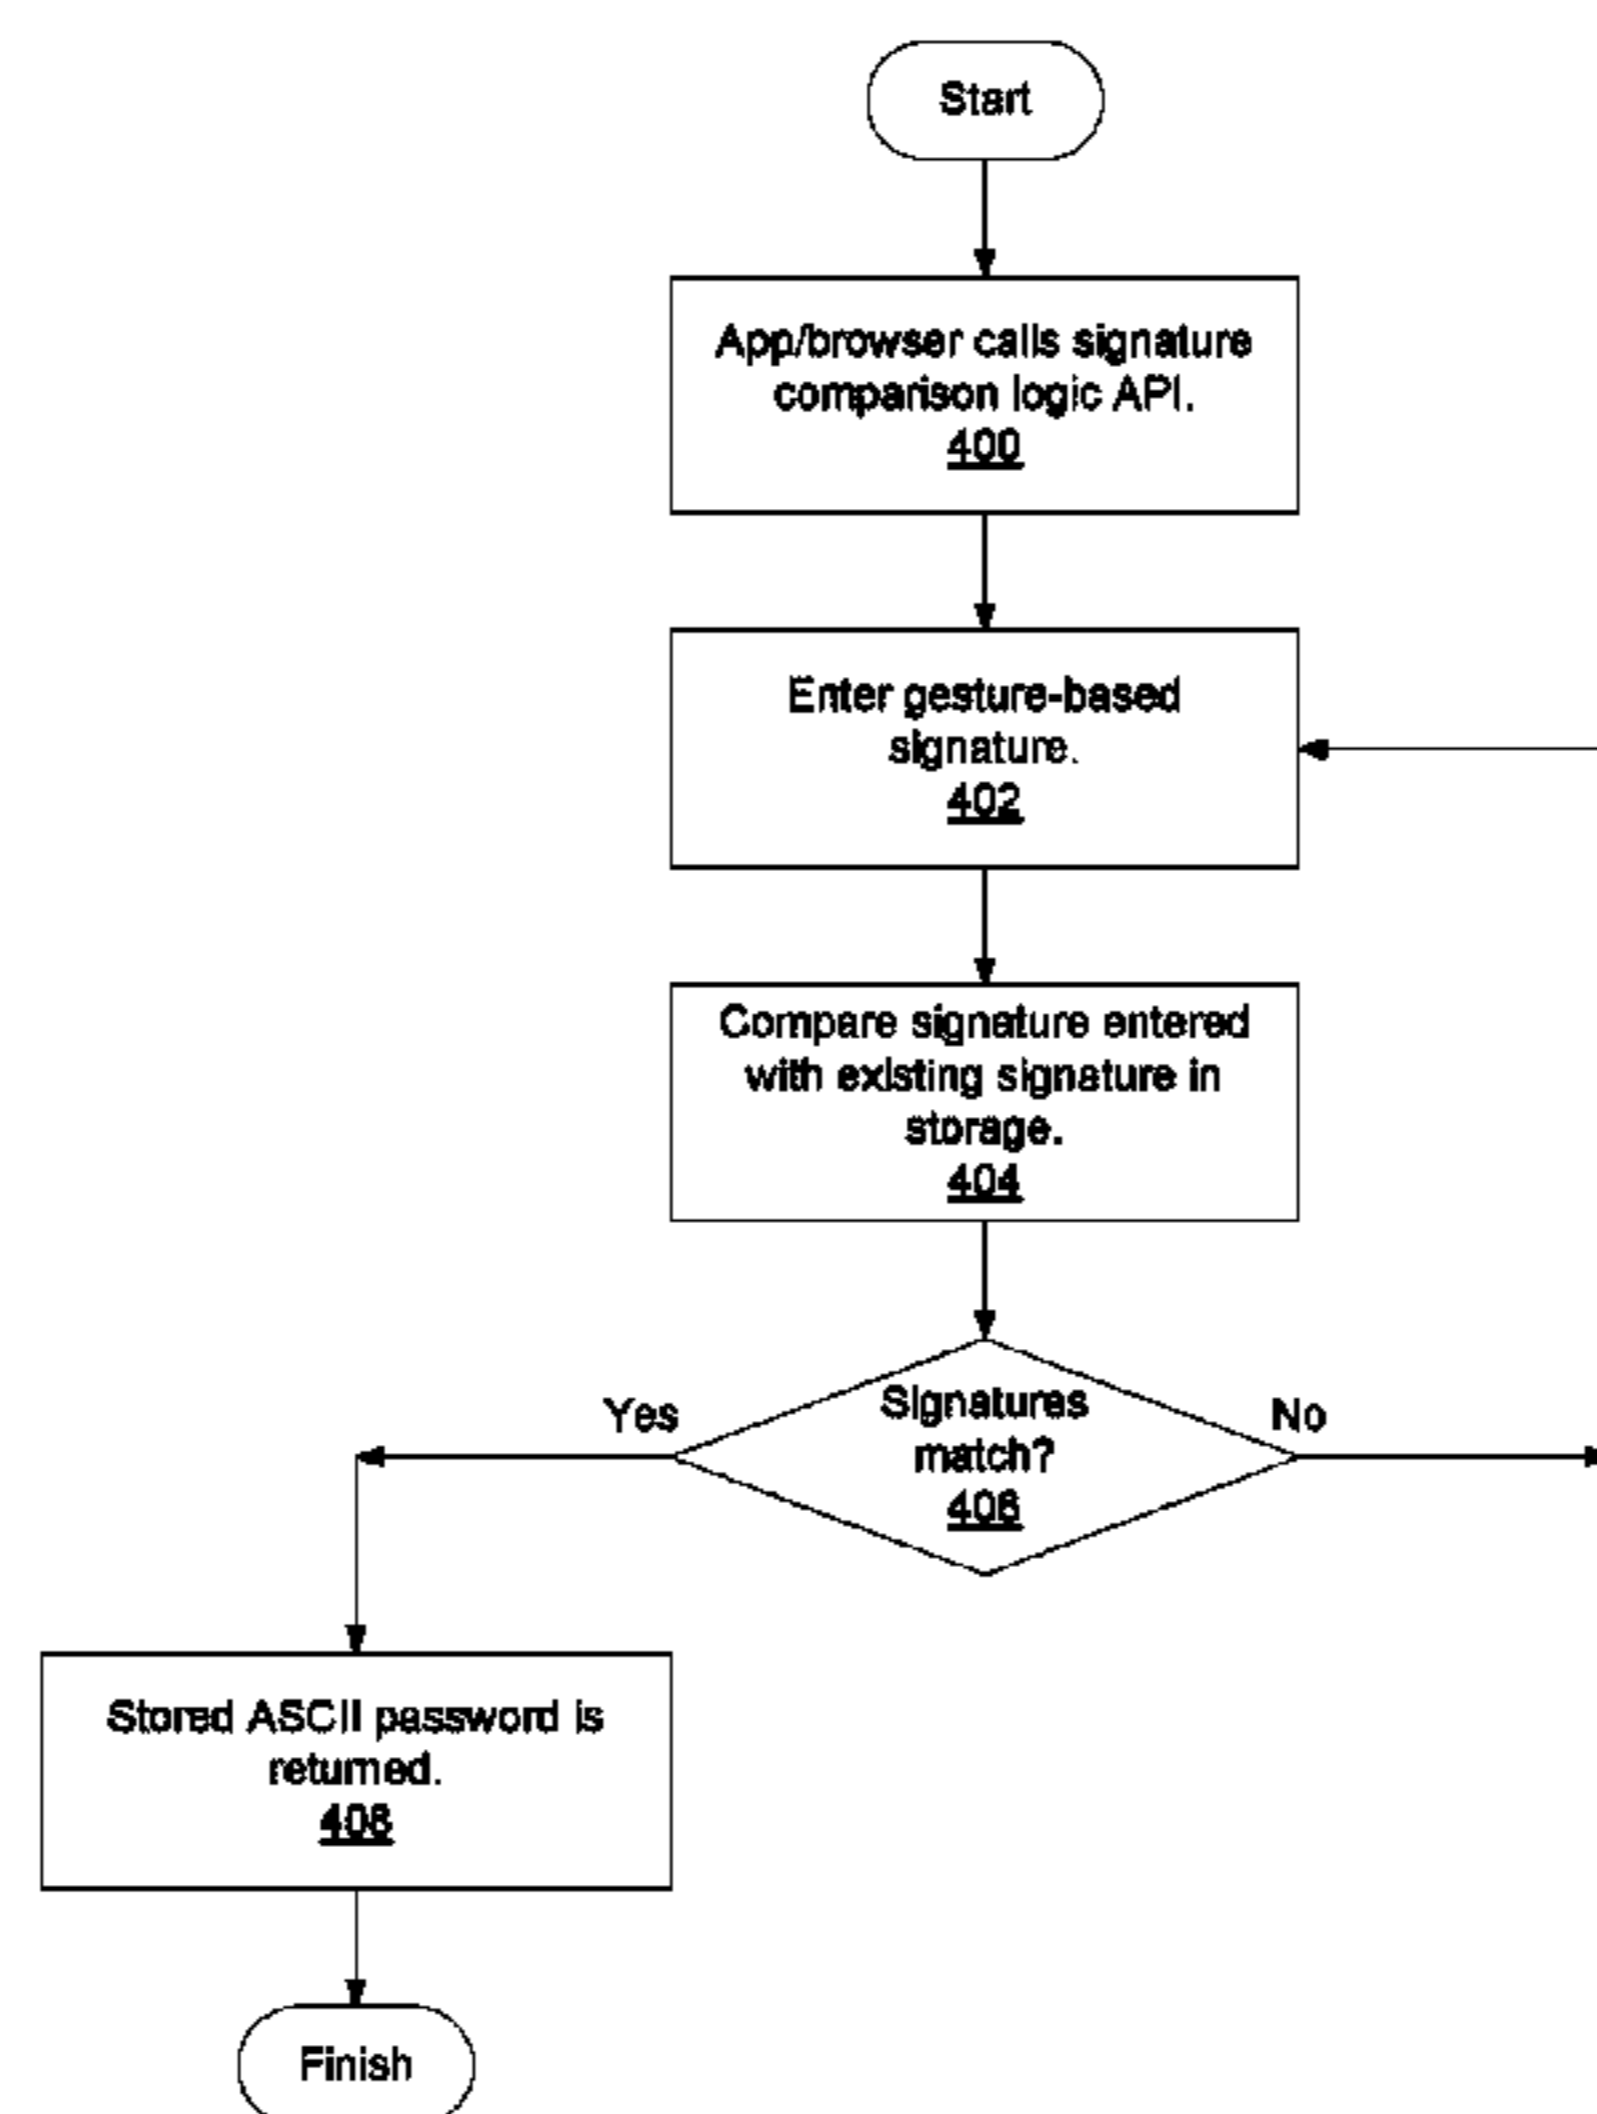 Start
App/browser calls signature
comparison logic API.
400
Enter gesture-based
signature.
402
Compare signature entered
with existing signature in
storage.
404
Yes
Signatures
match?
406
No
Stored ASCII password is
returned.
408
Finish